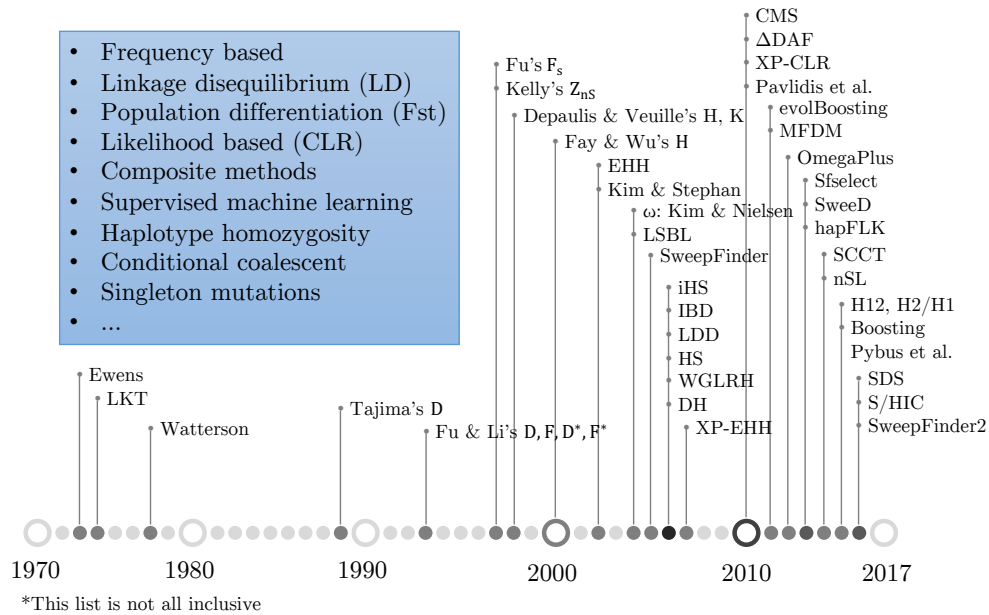 • Frequency based
• Linkage disequilibrium (LD)
• Population differentiation (Fst)
• Likelihood based (CLR)
• Composite methods
• Supervised machine learning
• Haplotype homozygosity
• Conditional coalescent
• Singleton mutations
• ...
Ewens
LKT
Watterson
Tajima's D
Fu & Li's D, F, D*, F*
Fu's Fs
Kelly's ZnS
Depaulis & Veuille's H, K
Fay & Wu's H
EHH
Kim & Stephan
ω: Kim & Nielsen
LSBL
SweepFinder
iHS
IBD
LDD
HS
WGLRH
DH
XP-EHH
CMS
ΔDAF
XP-CLR
Pavlidis et al.
evolBoosting
MFDM
OmegaPlus
Sfselect
SweeD
hapFLK
SCCT
nSL
H12, H2/H1
Boosting
Pybus et al.
SDS
S/HIC
SweepFinder2
1970 1980 1990 2000 2010 2017
*This list is not all inclusive